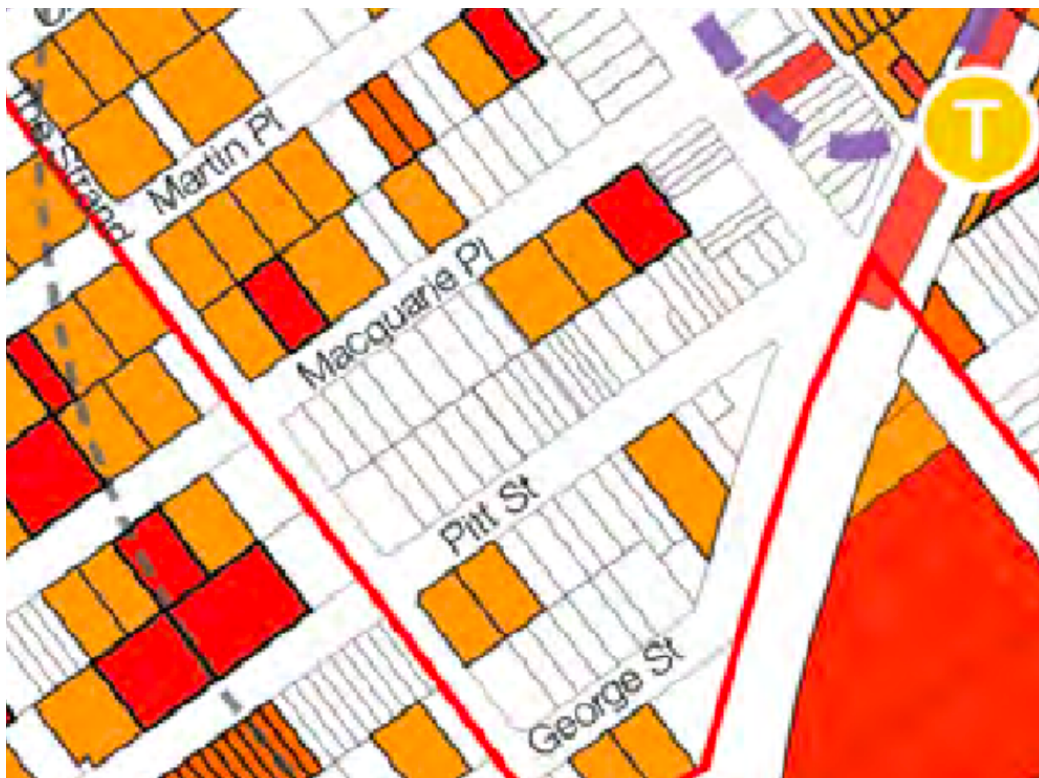 The Strand
T
Martin Pl
Macquarie Pl
Pitt St
George St